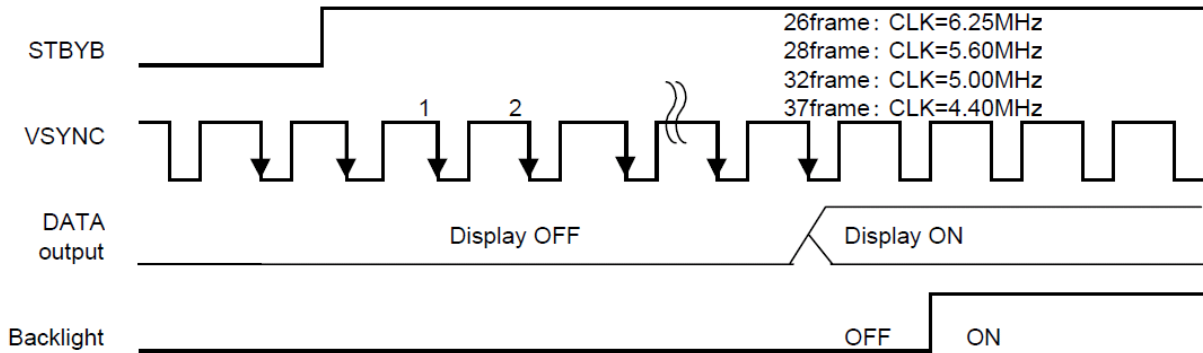 26frame: CLK=6.25MHz
STBYB
28frame: CLK=5.60MHz
32frame: CLK=5.00MHz
1 2
37frame: CLK=4.40MHz
VSYNC
DATA
output
Display OFF
Display ON
Backlight
OFF
ON